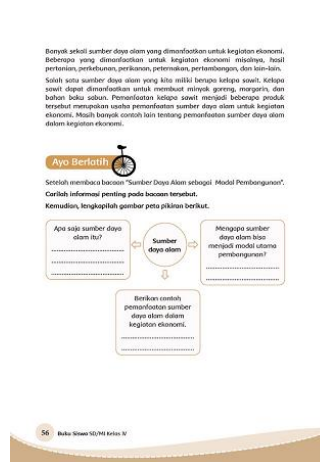 Banyak sekali sumber daya alam yang dimanfaatkan untuk kegiatan ekonomi.
Beberapa yang dimanfaatkan untuk kegiatan ekonomi misalnya, hasil
pertanian, perkebunan, perikanan, peternakan, pertambangan, dan lain-lain.
Salah satu sumber daya alam yang kita miliki berupa kelapa sawit. Kelapa
sawit dapat dimanfaatkan untuk membuat minyak goreng, margarin, dan
bahan baku sabun. Pemanfaatan kelapa sawit menjadi beberapa produk
tersebut merupakan usaha pemanfaatan sumber daya alam untuk kegiatan
ekonomi. Masih banyak contoh lain tentang pemanfaatan sumber daya alam
dalam kegiatan ekonomi.
Ayo Berlatih
Setelah membaca bacaan "Sumber Daya Alam sebagai Modal Pembangunan".
Carilah informasi penting pada bacaan tersebut.
Kemudian, lengkapilah gambar peta pikiran berikut.
Apa saja sumber daya
alam itu?
Sumber
daya alam
Mengapa sumber
daya alam bisa
menjadi modal utama
pembangunan?
Berikan contoh
pemanfaatan sumber
daya alam dalam
kegiatan ekonomi.
56 Buku Siswa SD/MI Kelas IV